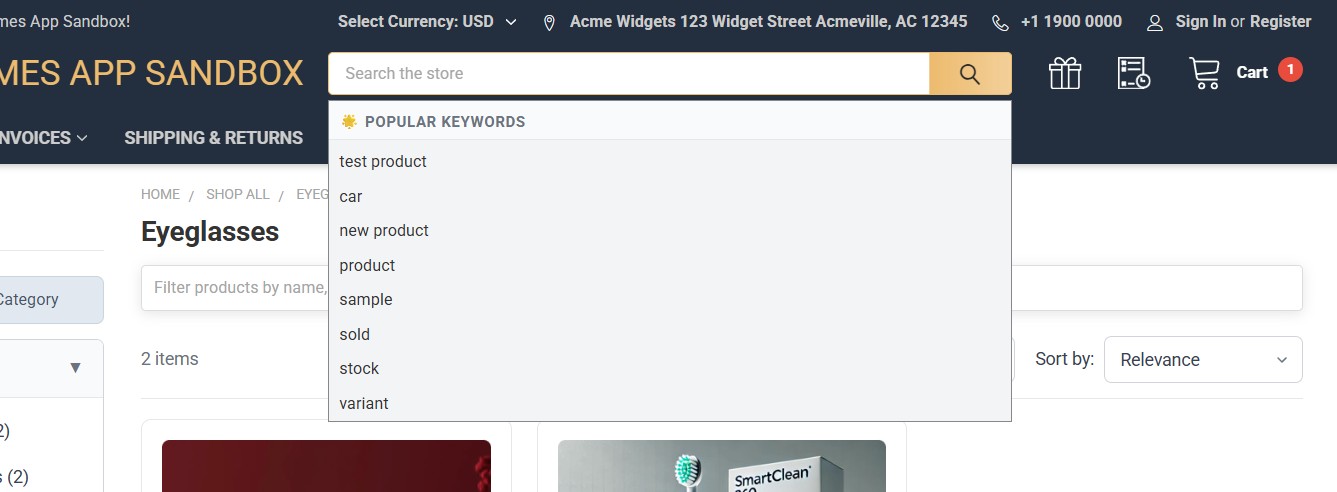 mes App Sandbox!
Select Currency: USD
Acme Widgets 123 Widget Street Acmeville, AC 12345
+1 1900 0000
Sign In or Register
MES APP SANDBOX
Search the store
Cart
1
NVOICES
SHIPPING & RETURNS
POPULAR KEYWORDS
test product
car
new product
product
sample
sold
stock
variant
HOME / SHOP ALL / EYEG
Eyeglasses
Category
Filter products by name,
2 items
Sort by:
Relevance
2)
s (2)
SmartClean